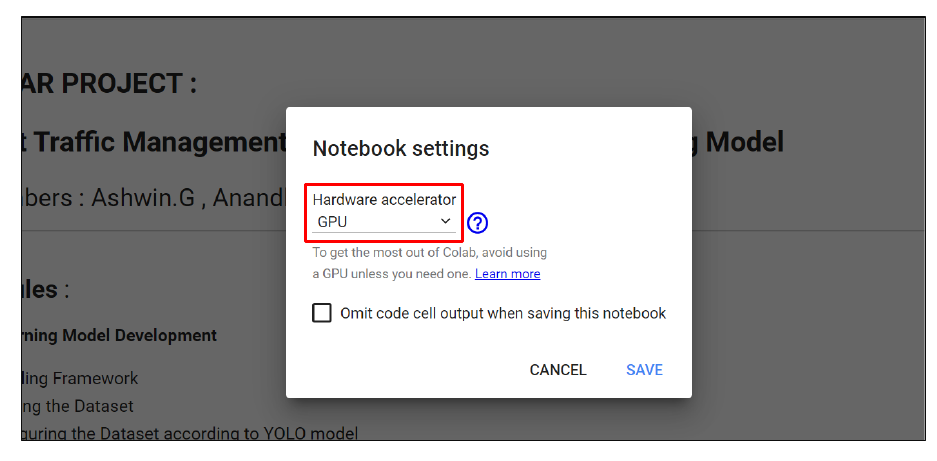 AR PROJECT :
t Traffic Management
g Model
bers : Ashwin.G , Anand
les :
rning Model Development
ling Framework
ng the Dataset
guring the Dataset according to YOLO model
Notebook settings
Hardware accelerator
GPU
?
To get the most out of Colab, avoid using
a GPU unless you need one. Learn more
Omit code cell output when saving this notebook
CANCEL SAVE